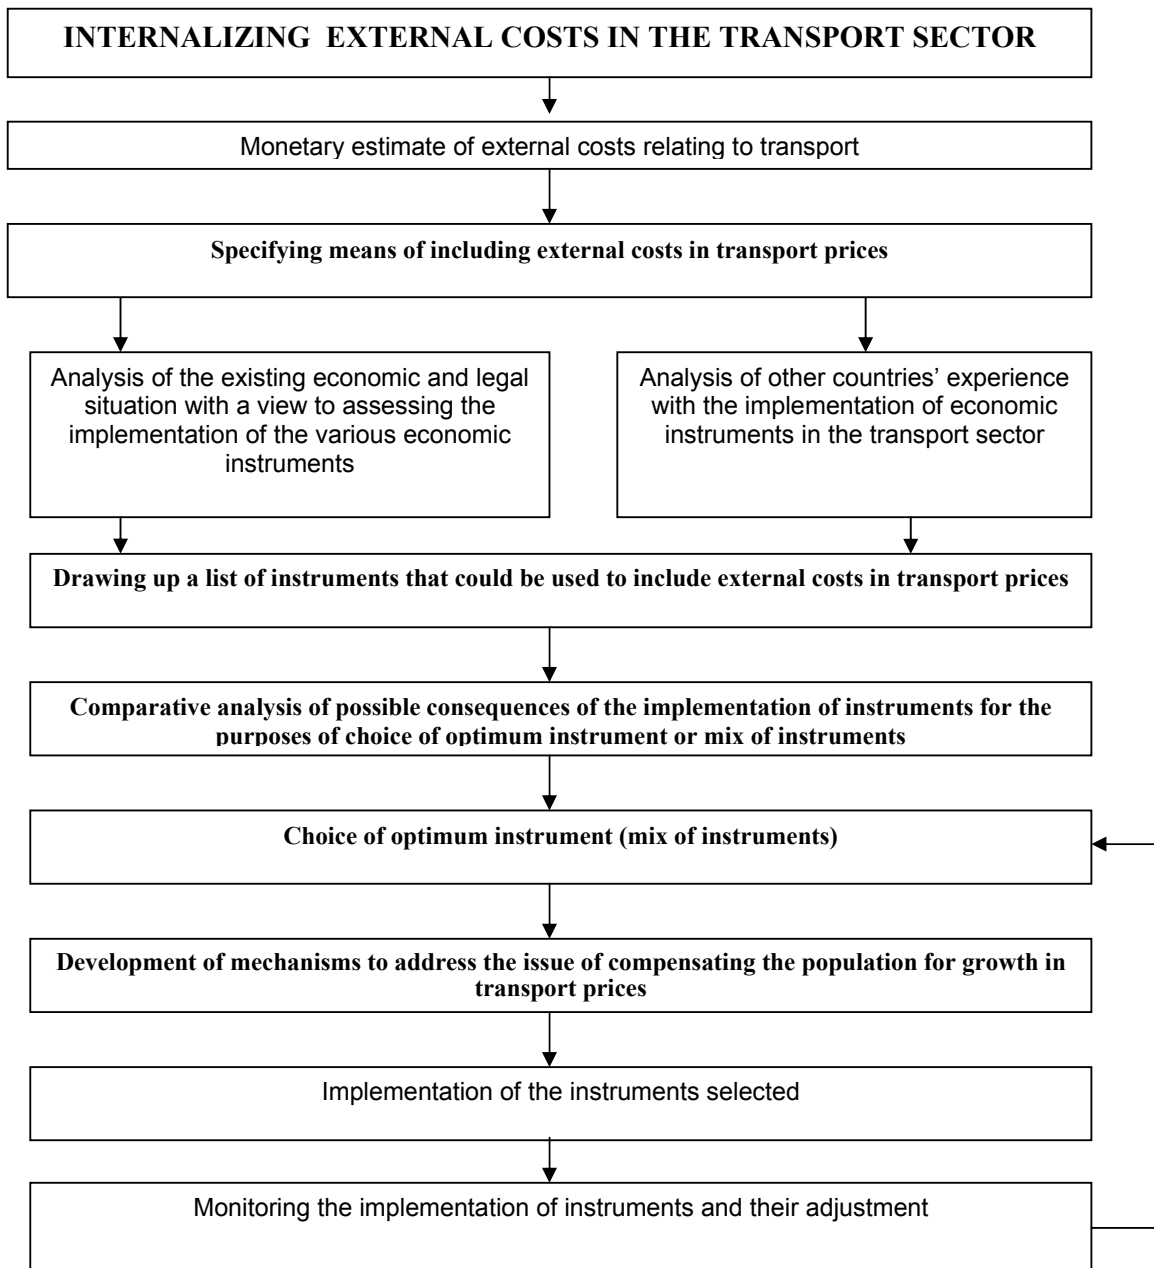 INTERNALIZING EXTERNAL COSTS IN THE TRANSPORT SECTOR
Monetary estimate of external costs relating to transport
Specifying means of including external costs in transport prices
Analysis of the existing economic and legal
situation with a view to assessing the
implementation of the various economic
instruments
Analysis of other countries’ experience
with the implementation of economic
instruments in the transport sector
Drawing up a list of instruments that could be used to include external costs in transport prices
Comparative analysis of possible consequences of the implementation of instruments for the
purposes of choice of optimum instrument or mix of instruments
Choice of optimum instrument (mix of instruments)
Development of mechanisms to address the issue of compensating the population for growth in
transport prices
Implementation of the instruments selected
Monitoring the implementation of instruments and their adjustment